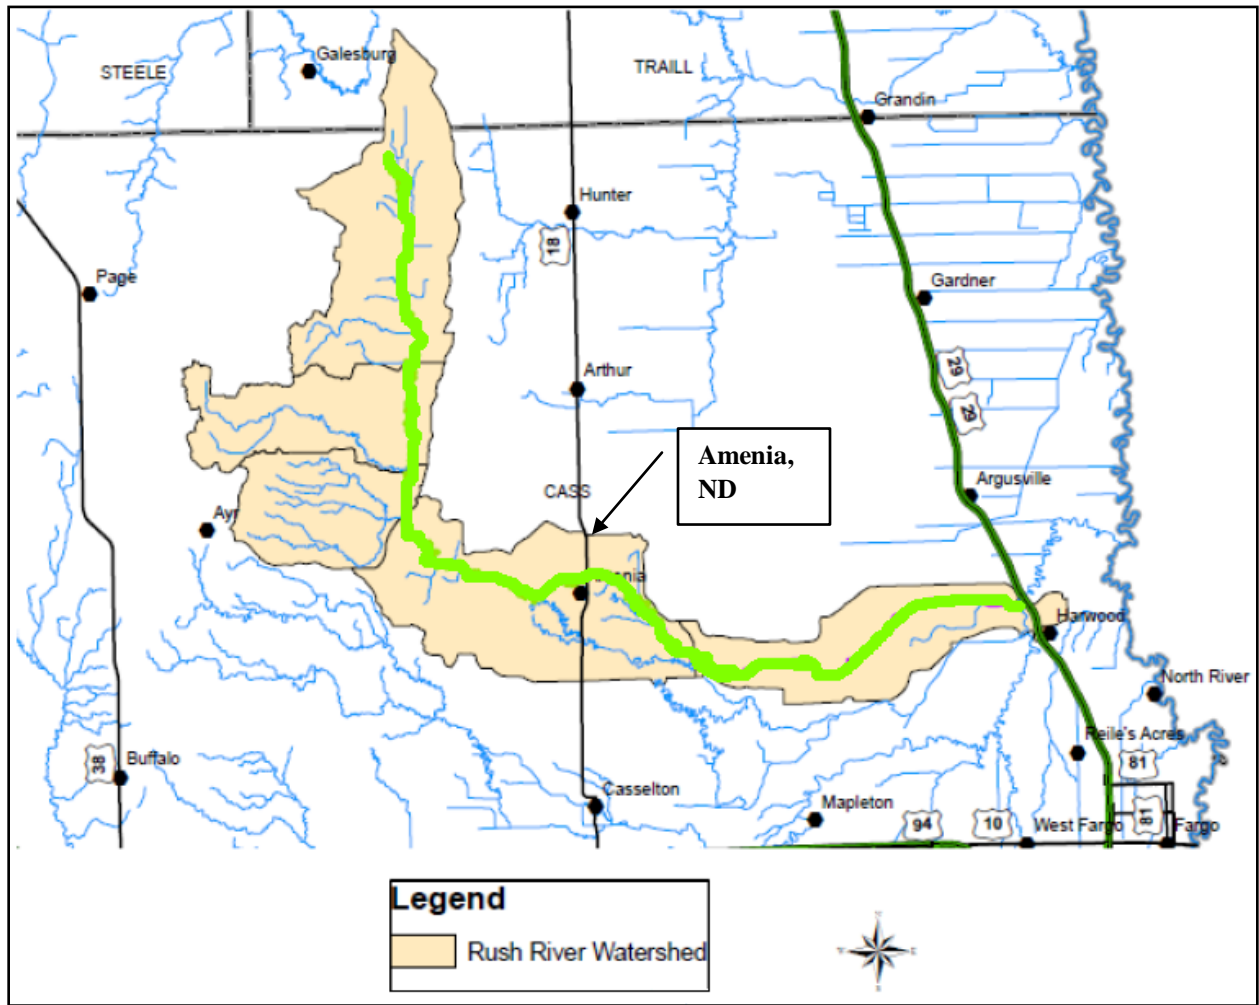 Galesburg
STEELE
TRAILL
Grandin
Hunter
18
Page
Gardner
29
29
Arthur
Amenia,
ND
CASS
Argusville
Ayr
Harwood
North River
Reile's Acres
81
38
Buffalo
Casselton
Mapleton
94
10
West Fargo
81
Fargo
Legend
Rush River Watershed